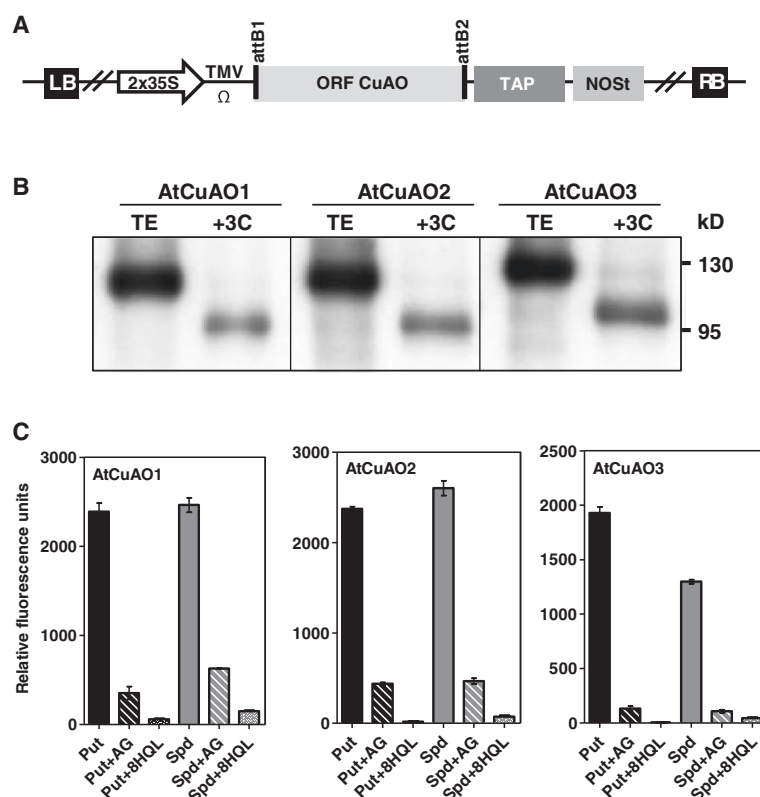 A
LB 2x35S TMV Ω attB1 ORF CuAO attB2 TAP NOSt RB
B
AtCuAO1 AtCuAO2 AtCuAO3
TE +3C TE +3C TE +3C kD
130
95
C
Relative fluorescence units
AtCuAO1
3000
2000
1000
0
Put Put+AG Put+8HQL Spd Spd+AG Spd+8HQL
AtCuAO2
3000
2000
1000
0
Put Put+AG Put+8HQL Spd Spd+AG Spd+8HQL
AtCuAO3
2500
2000
1500
1000
500
0
Put Put+AG Put+8HQL Spd Spd+AG Spd+8HQL